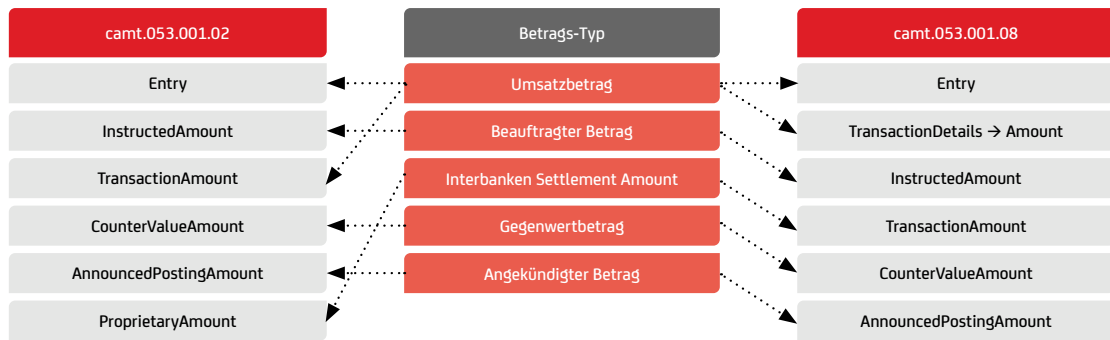 camt.053.001.02
Betrags-Typ
camt.053.001.08
Entry
Umsatzbetrag
Entry
InstructedAmount
Beauftragter Betrag
TransactionDetails → Amount
TransactionAmount
Interbanken Settlement Amount
InstructedAmount
CounterValueAmount
Gegenwertbetrag
TransactionAmount
AnnouncedPostingAmount
Angekündigter Betrag
CounterValueAmount
ProprietaryAmount
AnnouncedPostingAmount